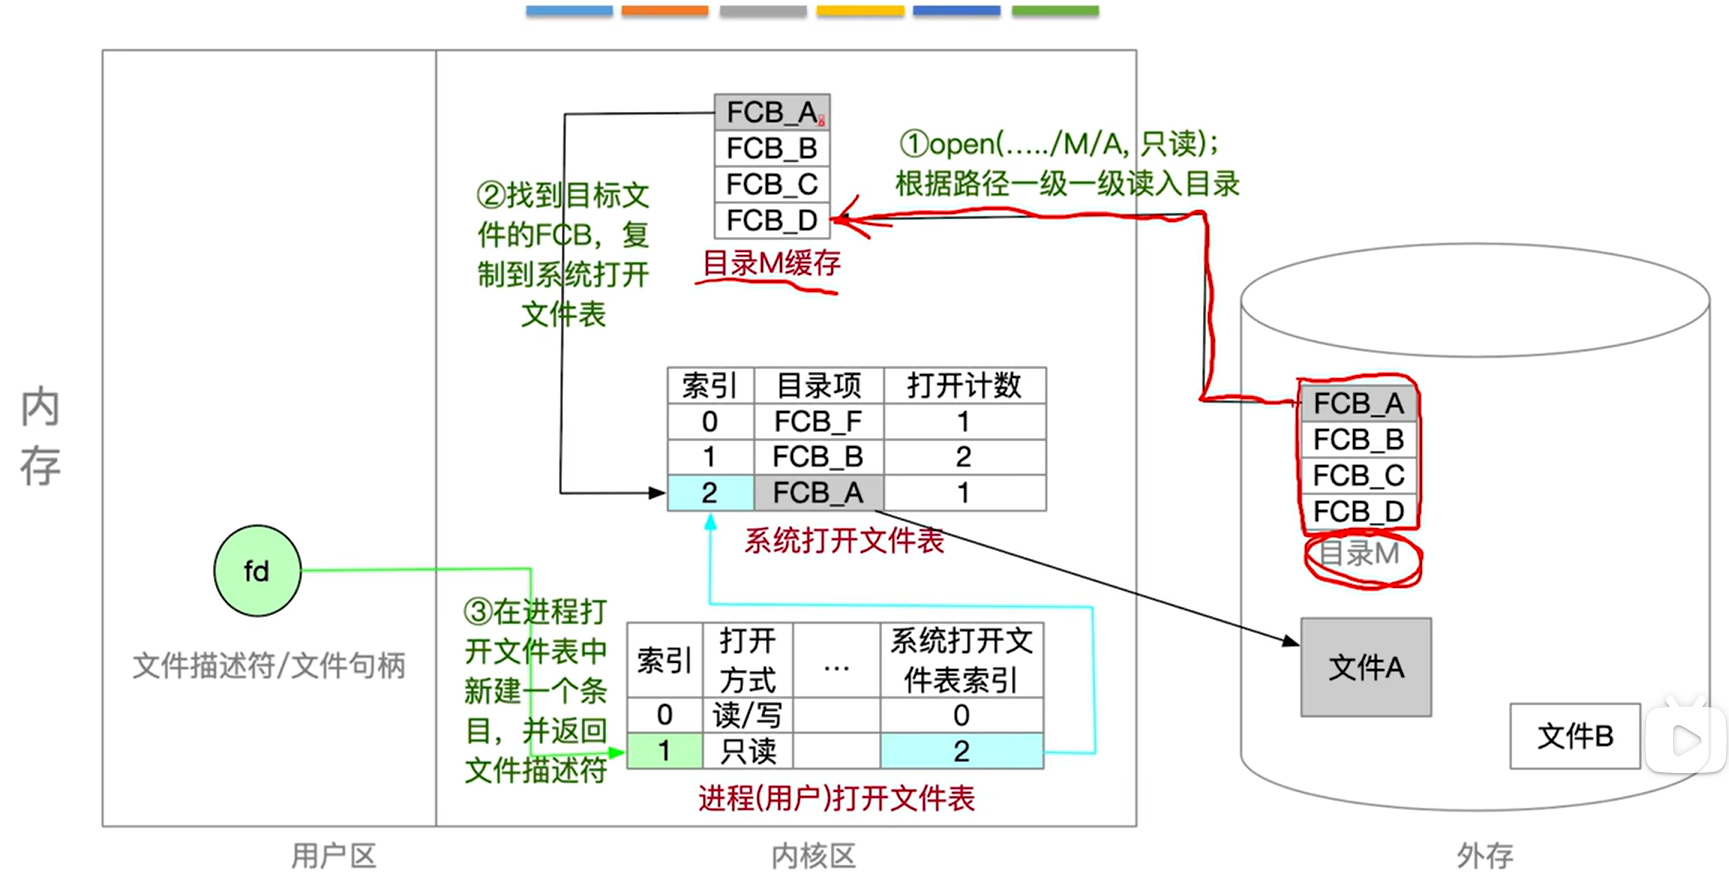 FCB_A
FCB_B
FCB_C
FCB_D
目录M缓存
①open(...../M/A, 只读);
根据路径一级一级读入目录
②找到目标文
件的FCB，复
制到系统打开
文件表
内
存
索引 目录项 打开计数
0 FCB_F 1
1 FCB_B 2
2 FCB_A 1
系统打开文件表
FCB_A
FCB_B
FCB_C
FCB_D
目录M
fd
文件描述符/文件句柄
③在进程打
开文件表中
新建一个条
目，并返回
文件描述符
索引 打开方式 ... 系统打开文件表索引
0 读/写 0
1 只读 2
进程(用户)打开文件表
文件A
文件B
用户区
内核区
外存